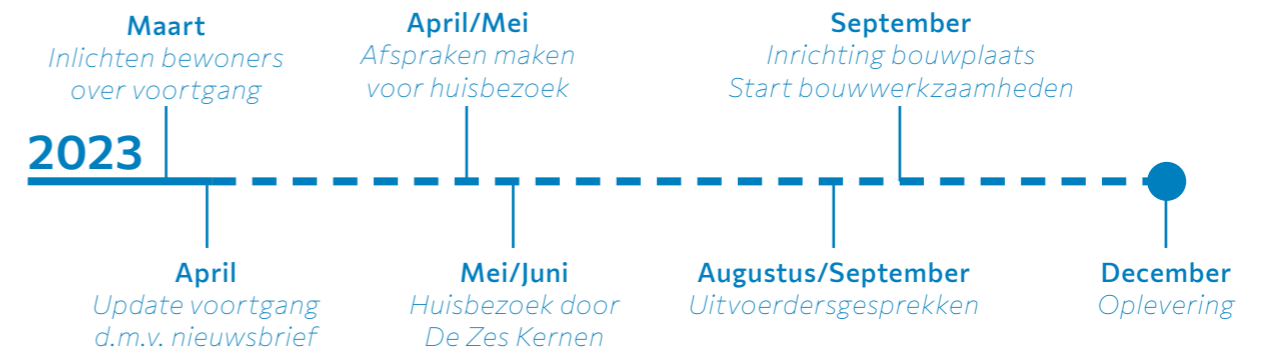 Maart
Inlichten bewoners
over voortgang
April/Mei
Afspraken maken
voor huisbezoek
September
Inrichting bouwplaats
Start bouwwerkzaamheden
2023
April
Update voortgang
d.m.v. nieuwsbrief
Mei/Juni
Huisbezoek door
De Zes Kernen
Augustus/September
Uitvoerdersgesprekken
December
Oplevering